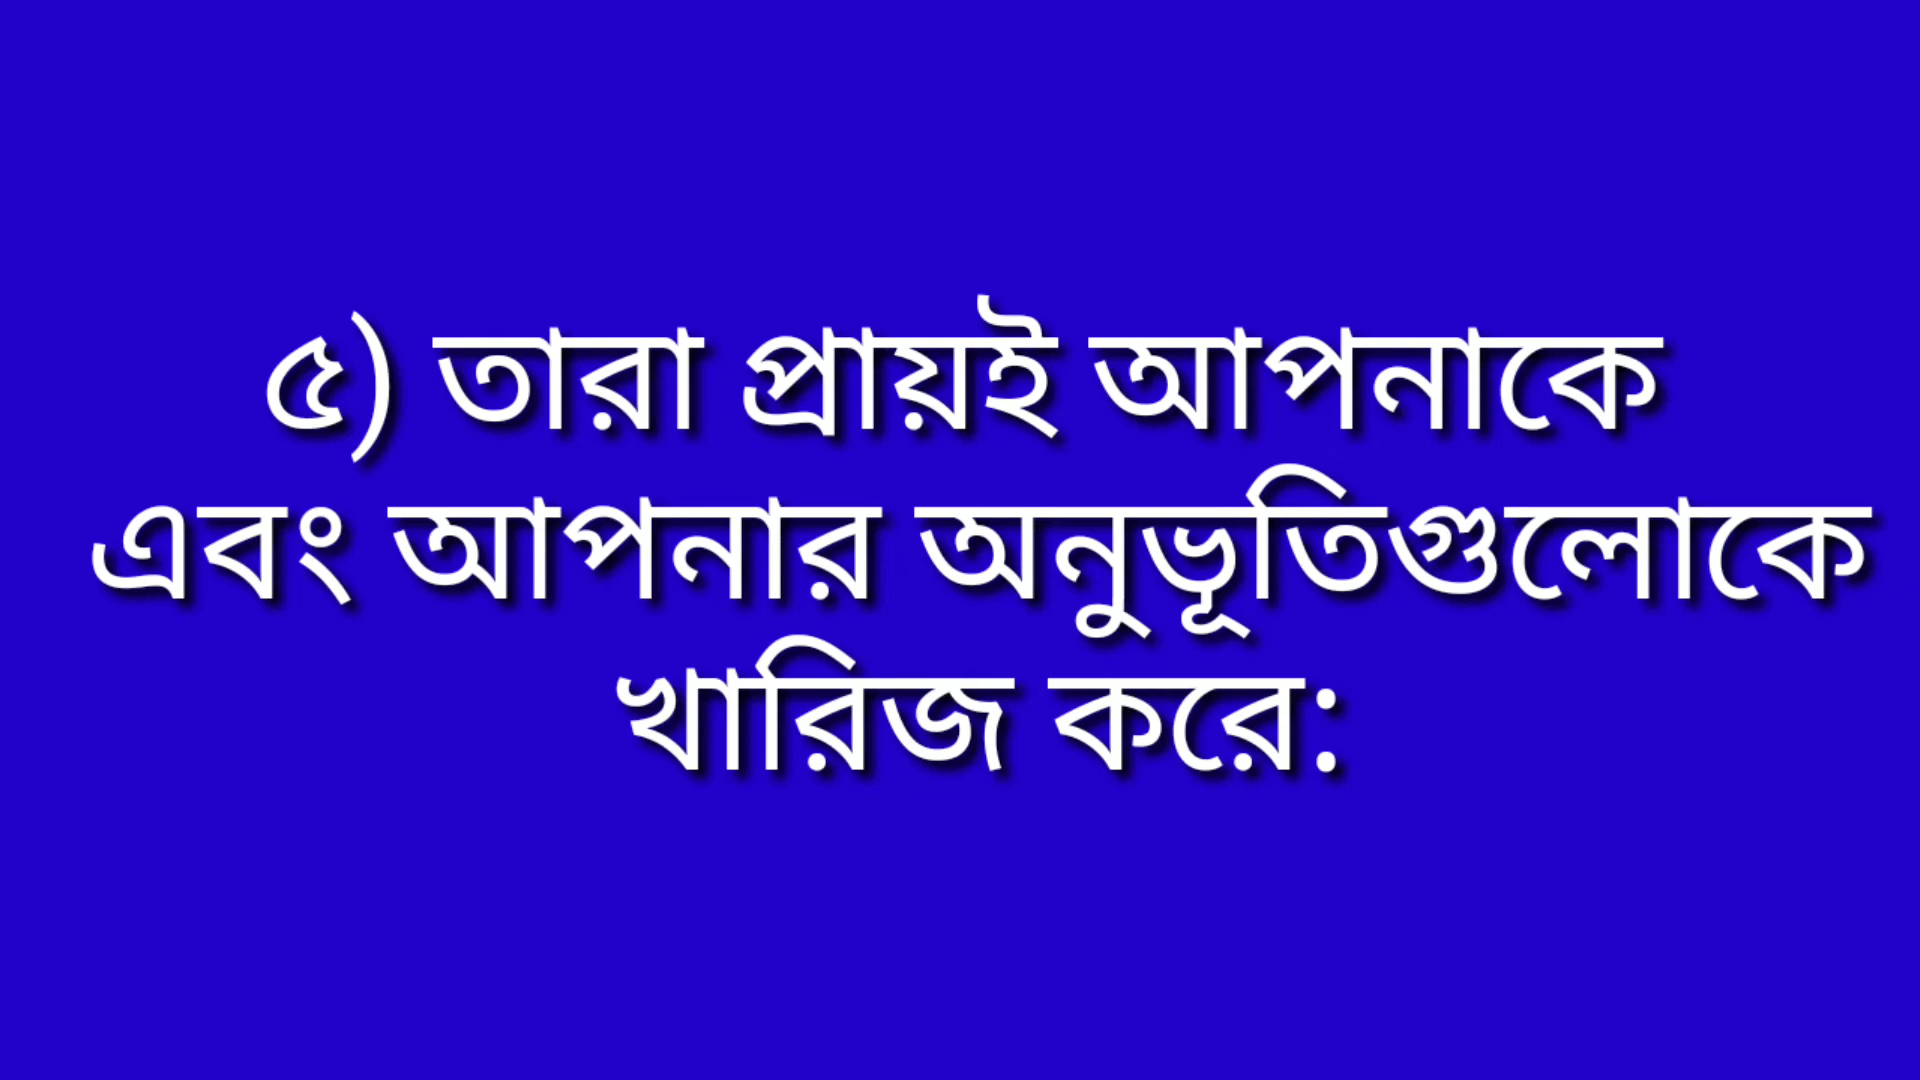 ৫) তারা প্রায়ই আপনাকে
এবং আপনার অনুভূতিগুলোকে
খারিজ করে: